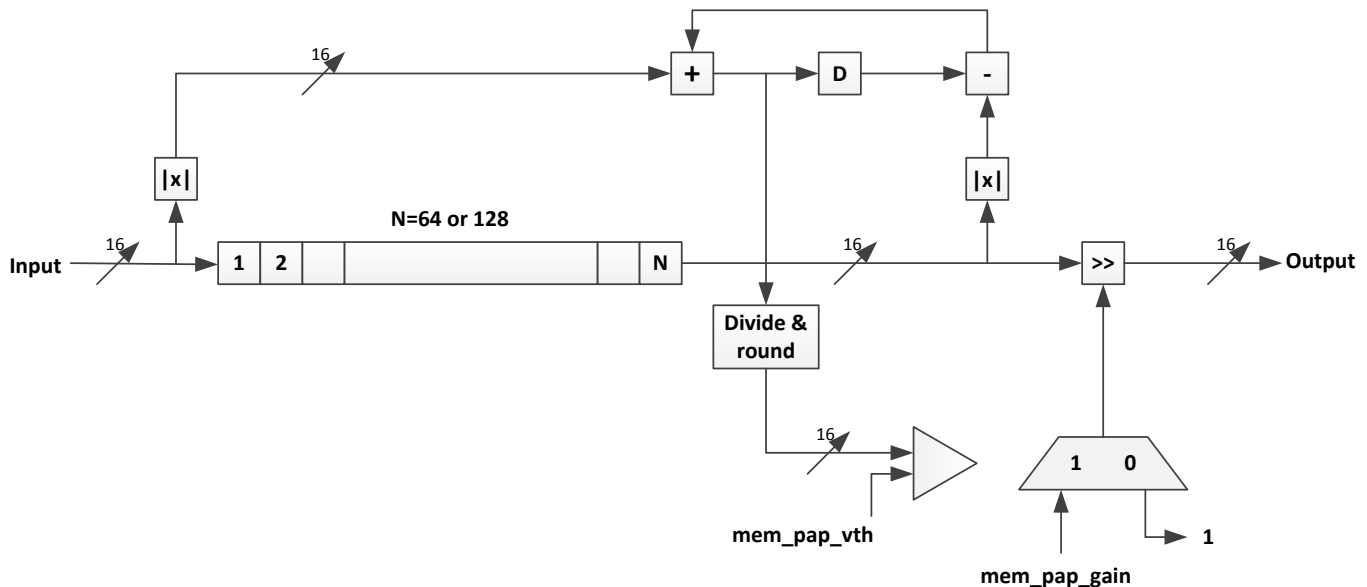 16
+
D
-
|x|
|x|
N=64 or 128
Input
16
1
2
N
16
>>
16
Output
Divide &
round
16
1
0
mem_pap_vth
1
mem_pap_gain